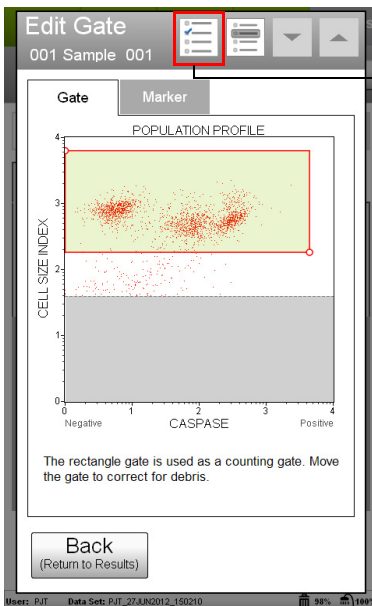 Edit Gate
001 Sample 001
Gate
Marker
POPULATION PROFILE
4
3
2
1
0
CELL SIZE INDEX
0 1 2 3 4
Negative CASPASE Positive
The rectangle gate is used as a counting gate. Move
the gate to correct for debris.
Back
(Return to Results)
User: PJT Data Set: PJT_27JUN2012_150210 98% 100%